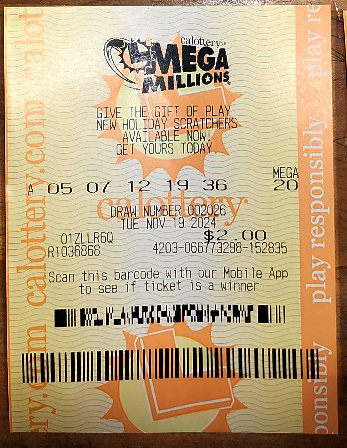 calottery
MEGA
MILLIONS
GIVE THE GIFT OF PLAY
NEW HOLIDAY SCRATCHERS
AVAILABLE NOW.
GET YOURS TODAY.
MEGA
A 05 07 12 19 36 20
calottery
DRAW NUMBER 002026
TUE NOV 19 2024
01ZLLR6Q $2.00
R1036868 4203-066773298-152835
Scan this barcode with our Mobile App
to see if ticket is a winner
calottery.com
play responsibly